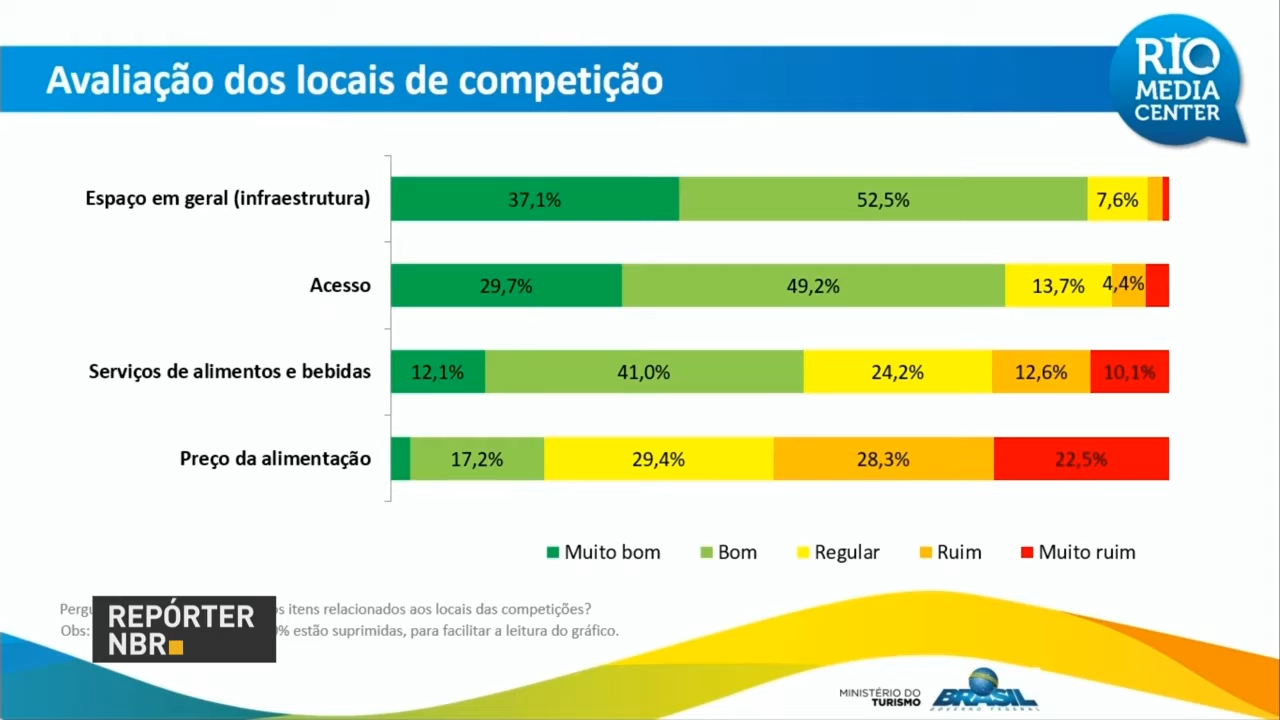 Avaliação dos locais de competição
RIO
MEDIA
CENTER
Espaço em geral (infraestrutura)
37,1%
52,5%
7,6%
Acesso
29,7%
49,2%
13,7%
4,4%
Serviços de alimentos e bebidas
12,1%
41,0%
24,2%
12,6%
10,1%
Preço da alimentação
17,2%
29,4%
28,3%
22,5%
Muito bom
Bom
Regular
Ruim
Muito ruim
itens relacionados aos locais das competições?
Obs: % estão suprimidas, para facilitar a leitura do gráfico.
REPÓRTER
NBR
MINISTÉRIO DO
TURISMO
BRASIL
GOVERNO FEDERAL